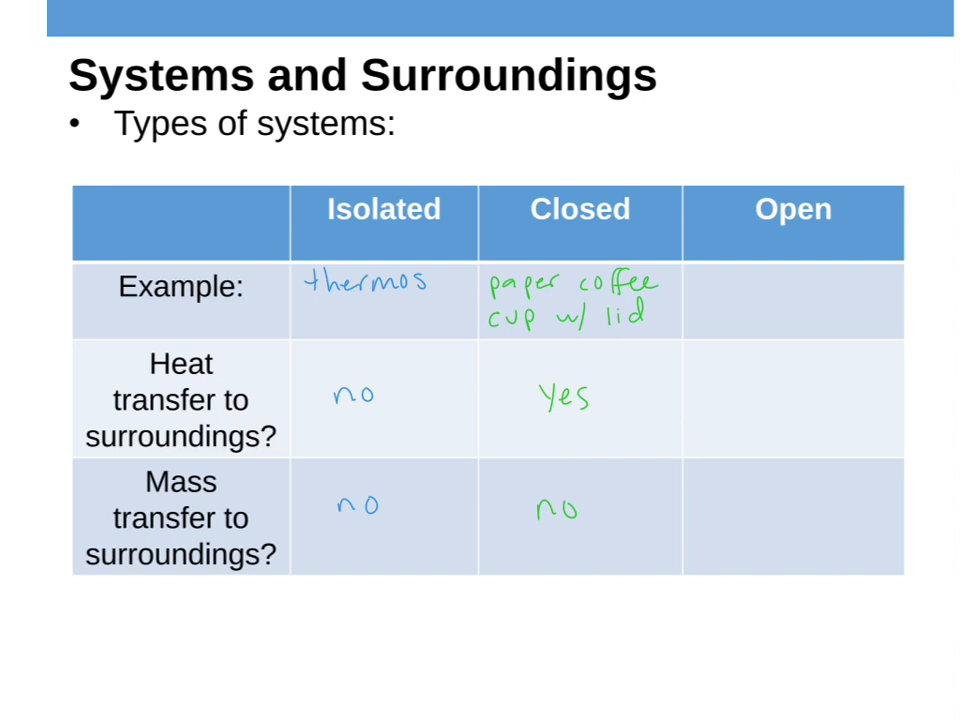 Systems and Surroundings
• Types of systems:
Isolated Closed Open
Example: thermos paper coffee
cup w/ lid
Heat
transfer to no yes
surroundings?
Mass
transfer to no no
surroundings?